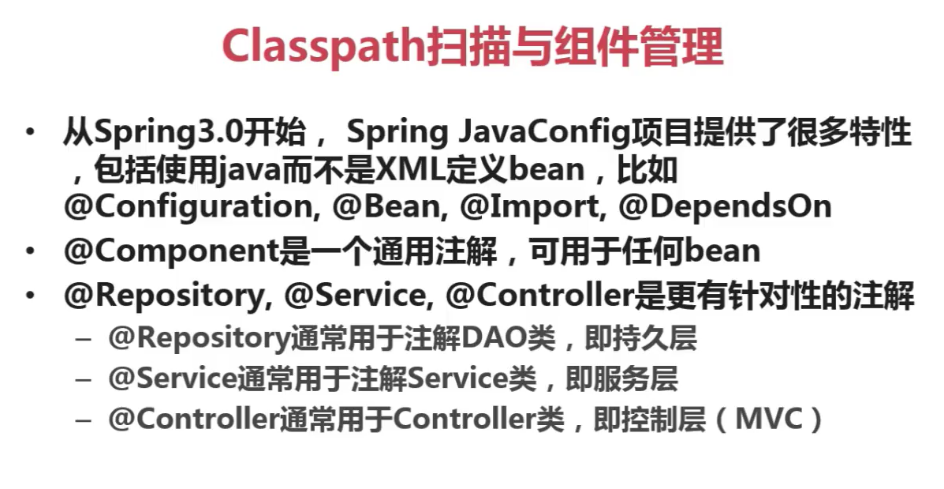 Classpath扫描与组件管理
• 从Spring3.0开始， Spring JavaConfig项目提供了很多特性
，包括使用java而不是XML定义bean，比如
@Configuration, @Bean, @Import, @DependsOn
• @Component是一个通用注解，可用于任何bean
• @Repository, @Service, @Controller是更有针对性的注解
– @Repository通常用于注解DAO类，即持久层
– @Service通常用于注解Service类，即服务层
– @Controller通常用于Controller类，即控制层（MVC）